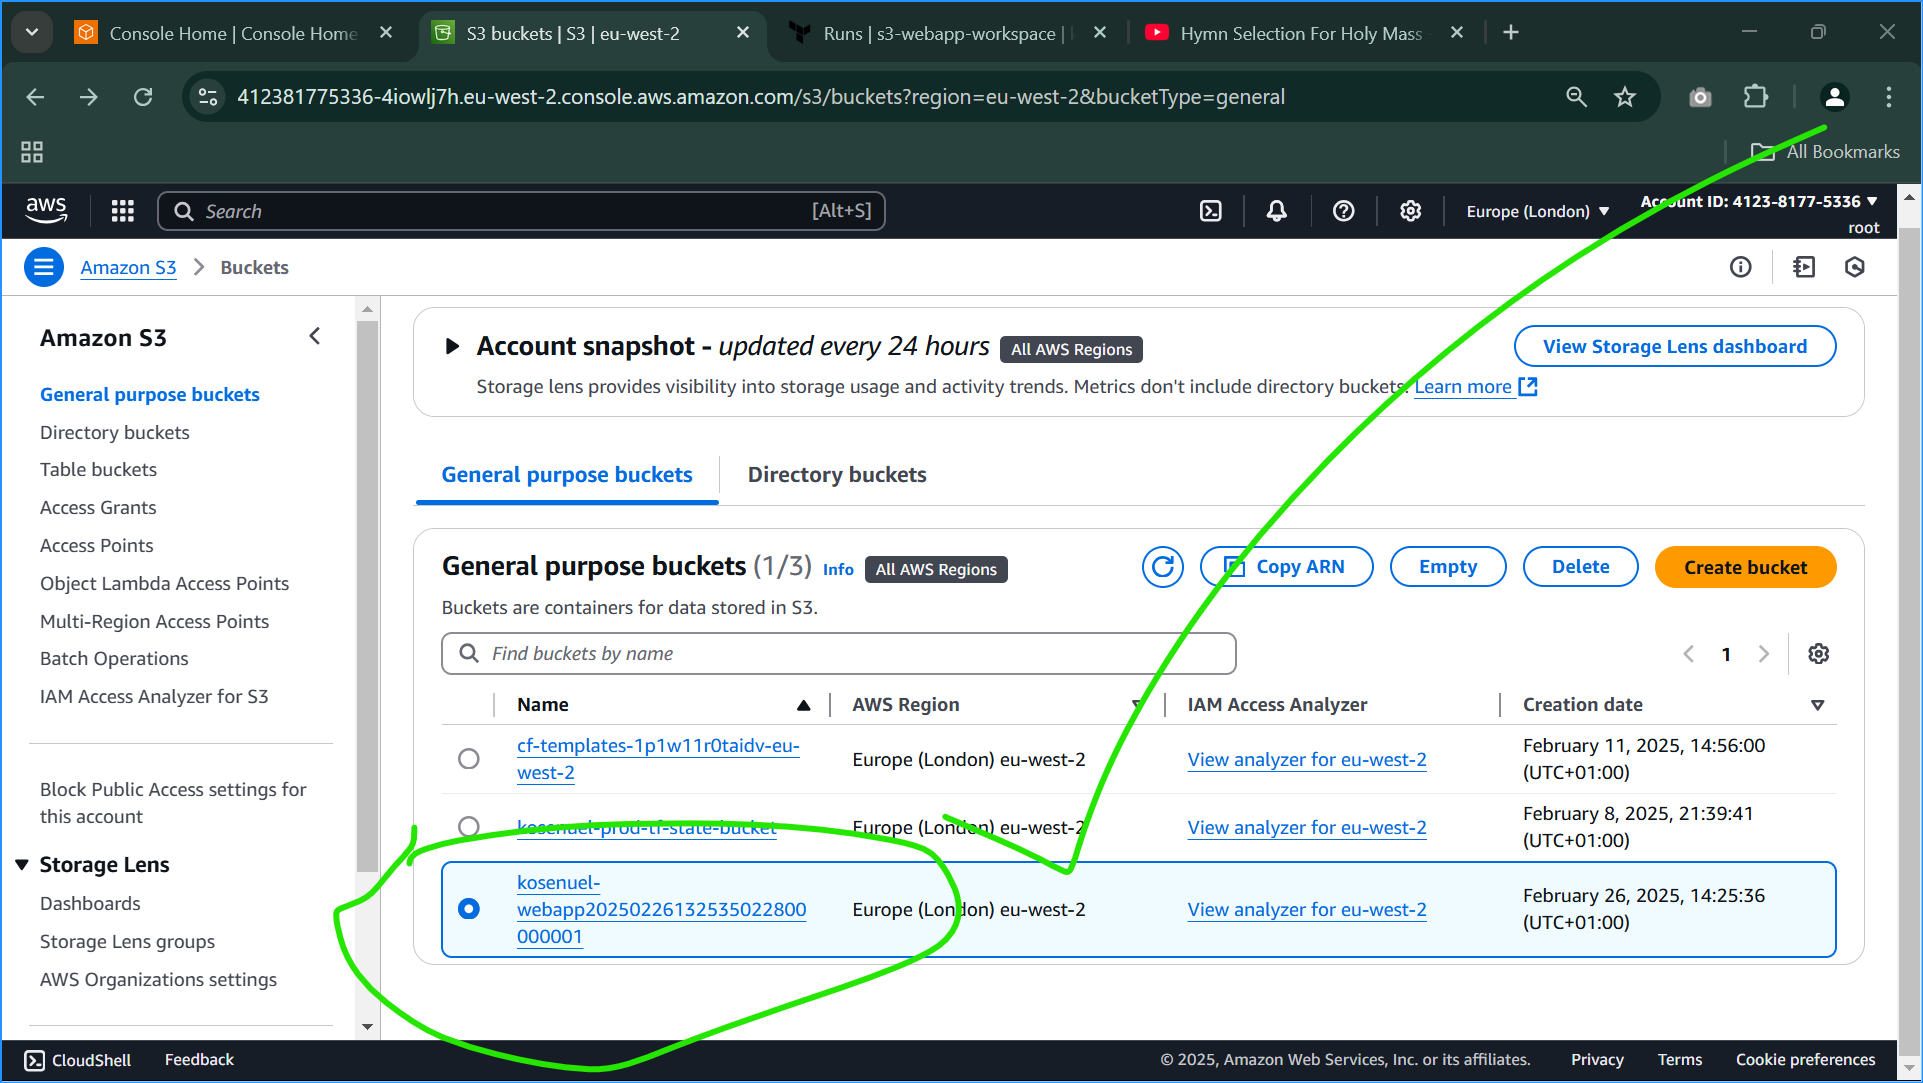 Console Home | Console Home
S3 buckets | S3 | eu-west-2
Runs | s3-webapp-workspace |
Hymn Selection For Holy Mass
412381775336-4iowlj7h.eu-west-2.console.aws.amazon.com/s3/buckets?region=eu-west-2&bucketType=general
All Bookmarks
aws
Search
[Alt+S]
Europe (London)
Account ID: 4123-8177-5336
root
Amazon S3
Buckets
Amazon S3
General purpose buckets
Directory buckets
Table buckets
Access Grants
Access Points
Object Lambda Access Points
Multi-Region Access Points
Batch Operations
IAM Access Analyzer for S3
Block Public Access settings for
this account
Storage Lens
Dashboards
Storage Lens groups
AWS Organizations settings
Account snapshot - updated every 24 hours
All AWS Regions
View Storage Lens dashboard
Storage lens provides visibility into storage usage and activity trends. Metrics don't include directory buckets. Learn more
General purpose buckets
Directory buckets
General purpose buckets (1/3)
Info
All AWS Regions
Copy ARN
Empty
Delete
Create bucket
Buckets are containers for data stored in S3.
Find buckets by name
1
Name
AWS Region
IAM Access Analyzer
Creation date
cf-templates-1p1w11r0taidv-eu-
west-2
Europe (London) eu-west-2
View analyzer for eu-west-2
February 11, 2025, 14:56:00
(UTC+01:00)
kosenuel-prod-tf-state-bucket
Europe (London) eu-west-2
View analyzer for eu-west-2
February 8, 2025, 21:39:41
(UTC+01:00)
kosenuel-
webapp20250226132535022800
000001
Europe (London) eu-west-2
View analyzer for eu-west-2
February 26, 2025, 14:25:36
(UTC+01:00)
CloudShell
Feedback
© 2025, Amazon Web Services, Inc. or its affiliates.
Privacy
Terms
Cookie preferences